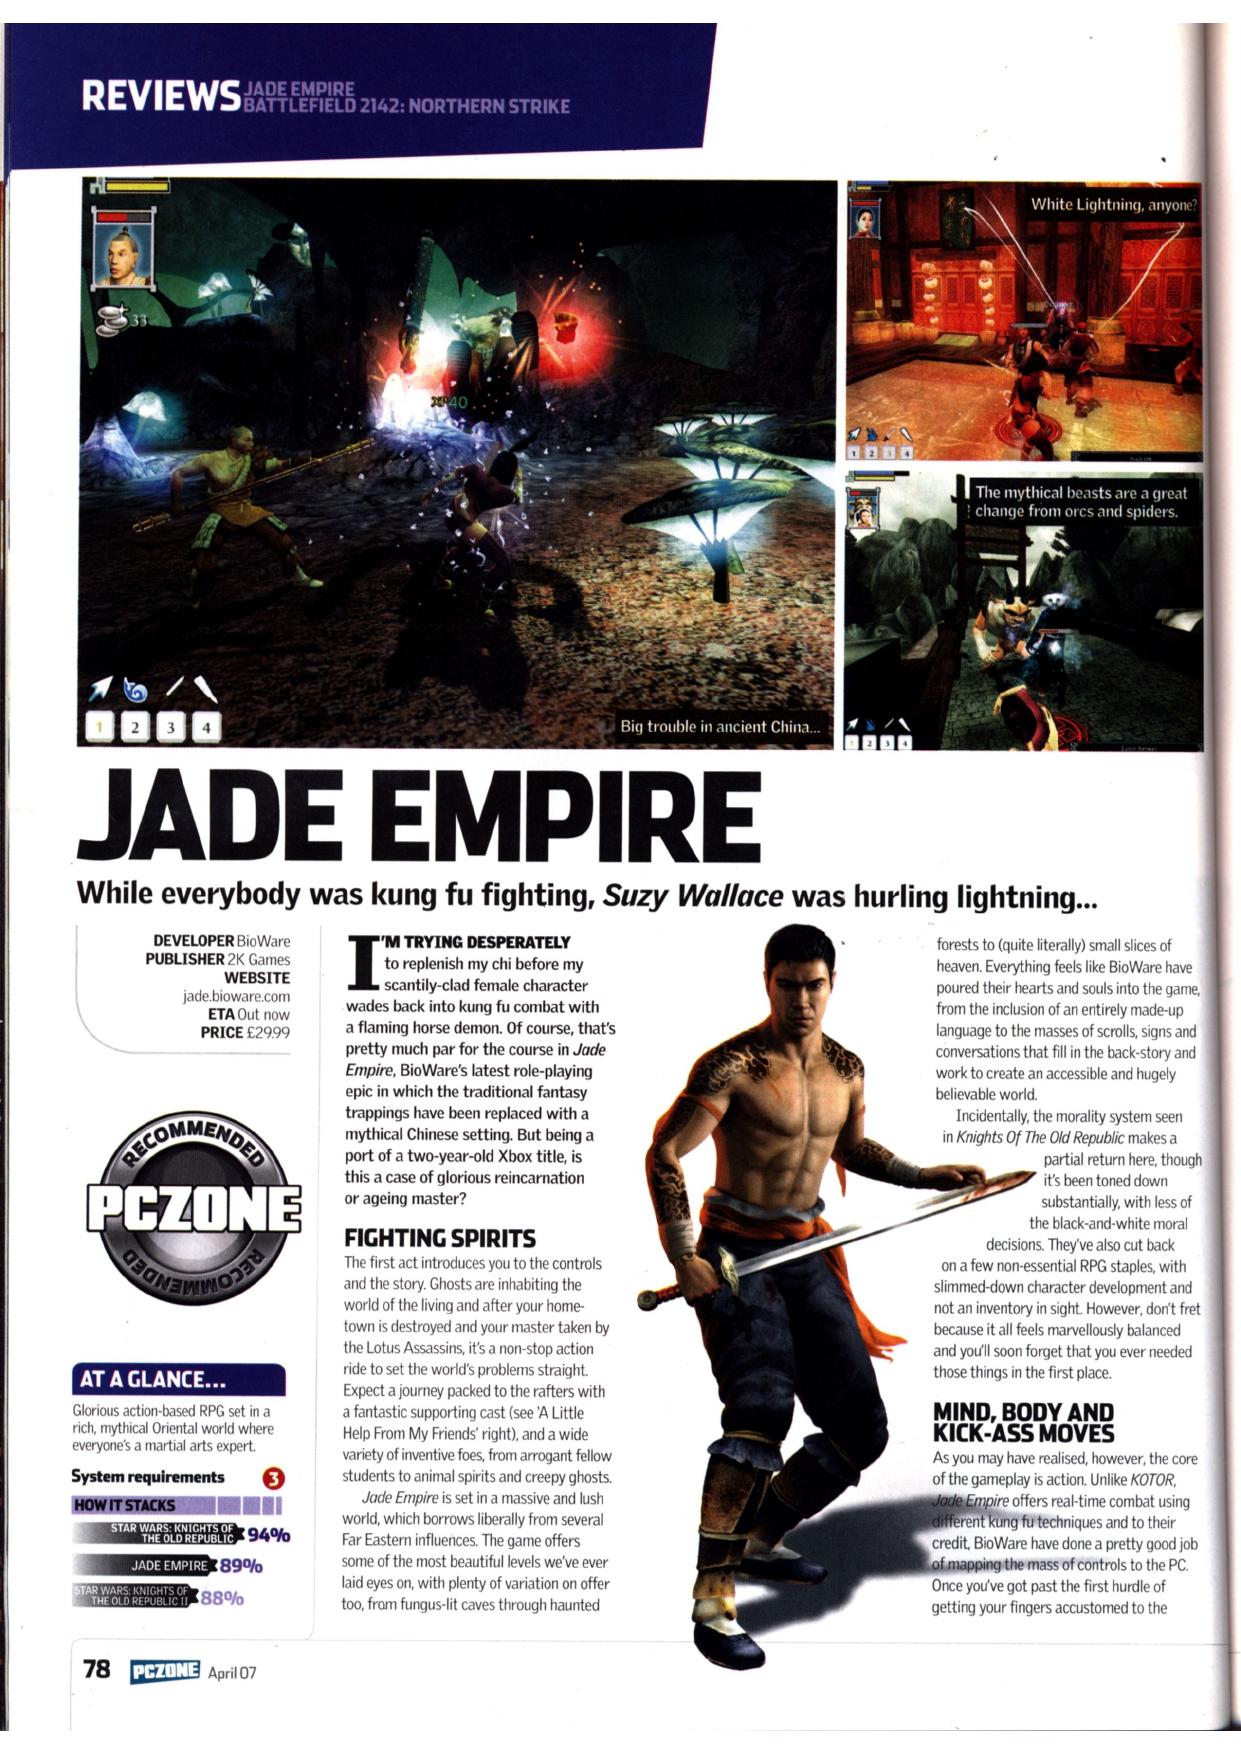 REVIEWS JADE EMPIRE
BATTLEFIELD 2142: NORTHERN STRIKE
33
XP 40
1 2 3 4
Big trouble in ancient China...
White Lightning, anyone?
1 2 3 4
The mythical beasts are a great
change from orcs and spiders.
1 2 3 4
JADE EMPIRE
While everybody was kung fu fighting, Suzy Wallace was hurling lightning...
DEVELOPER BioWare
PUBLISHER 2K Games
WEBSITE
jade.bioware.com
ETA Out now
PRICE £29.99
RECOMMENDED
PCZONE
RECOMMENDED
AT A GLANCE...
Glorious action-based RPG set in a
rich, mythical Oriental world where
everyone's a martial arts expert.
System requirements 3
HOW IT STACKS
STAR WARS: KNIGHTS OF
THE OLD REPUBLIC 94%
JADE EMPIRE 89%
STAR WARS: KNIGHTS OF
THE OLD REPUBLIC II 88%
I'M TRYING DESPERATELY
to replenish my chi before my
scantily-clad female character
wades back into kung fu combat with
a flaming horse demon. Of course, that's
pretty much par for the course in Jade
Empire, BioWare's latest role-playing
epic in which the traditional fantasy
trappings have been replaced with a
mythical Chinese setting. But being a
port of a two-year-old Xbox title, is
this a case of glorious reincarnation
or ageing master?
FIGHTING SPIRITS
The first act introduces you to the controls
and the story. Ghosts are inhabiting the
world of the living and after your home-
town is destroyed and your master taken by
the Lotus Assassins, it's a non-stop action
ride to set the world's problems straight.
Expect a journey packed to the rafters with
a fantastic supporting cast (see 'A Little
Help From My Friends' right), and a wide
variety of inventive foes, from arrogant fellow
students to animal spirits and creepy ghosts.
Jade Empire is set in a massive and lush
world, which borrows liberally from several
Far Eastern influences. The game offers
some of the most beautiful levels we've ever
laid eyes on, with plenty of variation on offer
too, from fungus-lit caves through haunted
forests to (quite literally) small slices of
heaven. Everything feels like BioWare have
poured their hearts and souls into the game,
from the inclusion of an entirely made-up
language to the masses of scrolls, signs and
conversations that fill in the back-story and
work to create an accessible and hugely
believable world.
Incidentally, the morality system seen
in Knights Of The Old Republic makes a
partial return here, though
it's been toned down
substantially, with less of
the black-and-white moral
decisions. They've also cut back
on a few non-essential RPG staples, with
slimmed-down character development and
not an inventory in sight. However, don't fret
because it all feels marvellously balanced
and you'll soon forget that you ever needed
those things in the first place.
MIND, BODY AND
KICK-ASS MOVES
As you may have realised, however, the core
of the gameplay is action. Unlike KOTOR,
Jade Empire offers real-time combat using
different kung fu techniques and to their
credit, BioWare have done a pretty good job
of mapping the mass of controls to the PC.
Once you've got past the first hurdle of
getting your fingers accustomed to the
78 PCZONE April 07